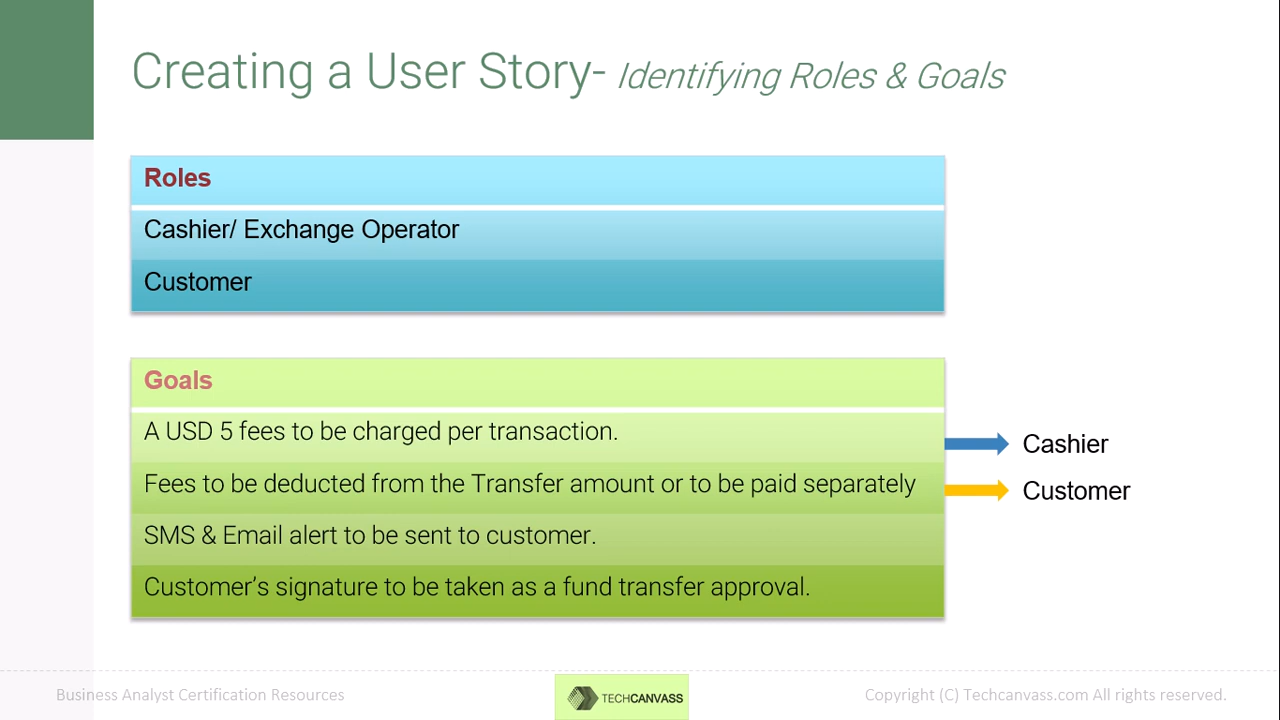 Creating a User Story- Identifying Roles & Goals
Roles
Cashier/ Exchange Operator
Customer
Goals
A USD 5 fees to be charged per transaction.
Cashier
Fees to be deducted from the Transfer amount or to be paid separately
Customer
SMS & Email alert to be sent to customer.
Customer’s signature to be taken as a fund transfer approval.
Business Analyst Certification Resources
TECHCANVASS
Copyright (C) Techcanvass.com All rights reserved.